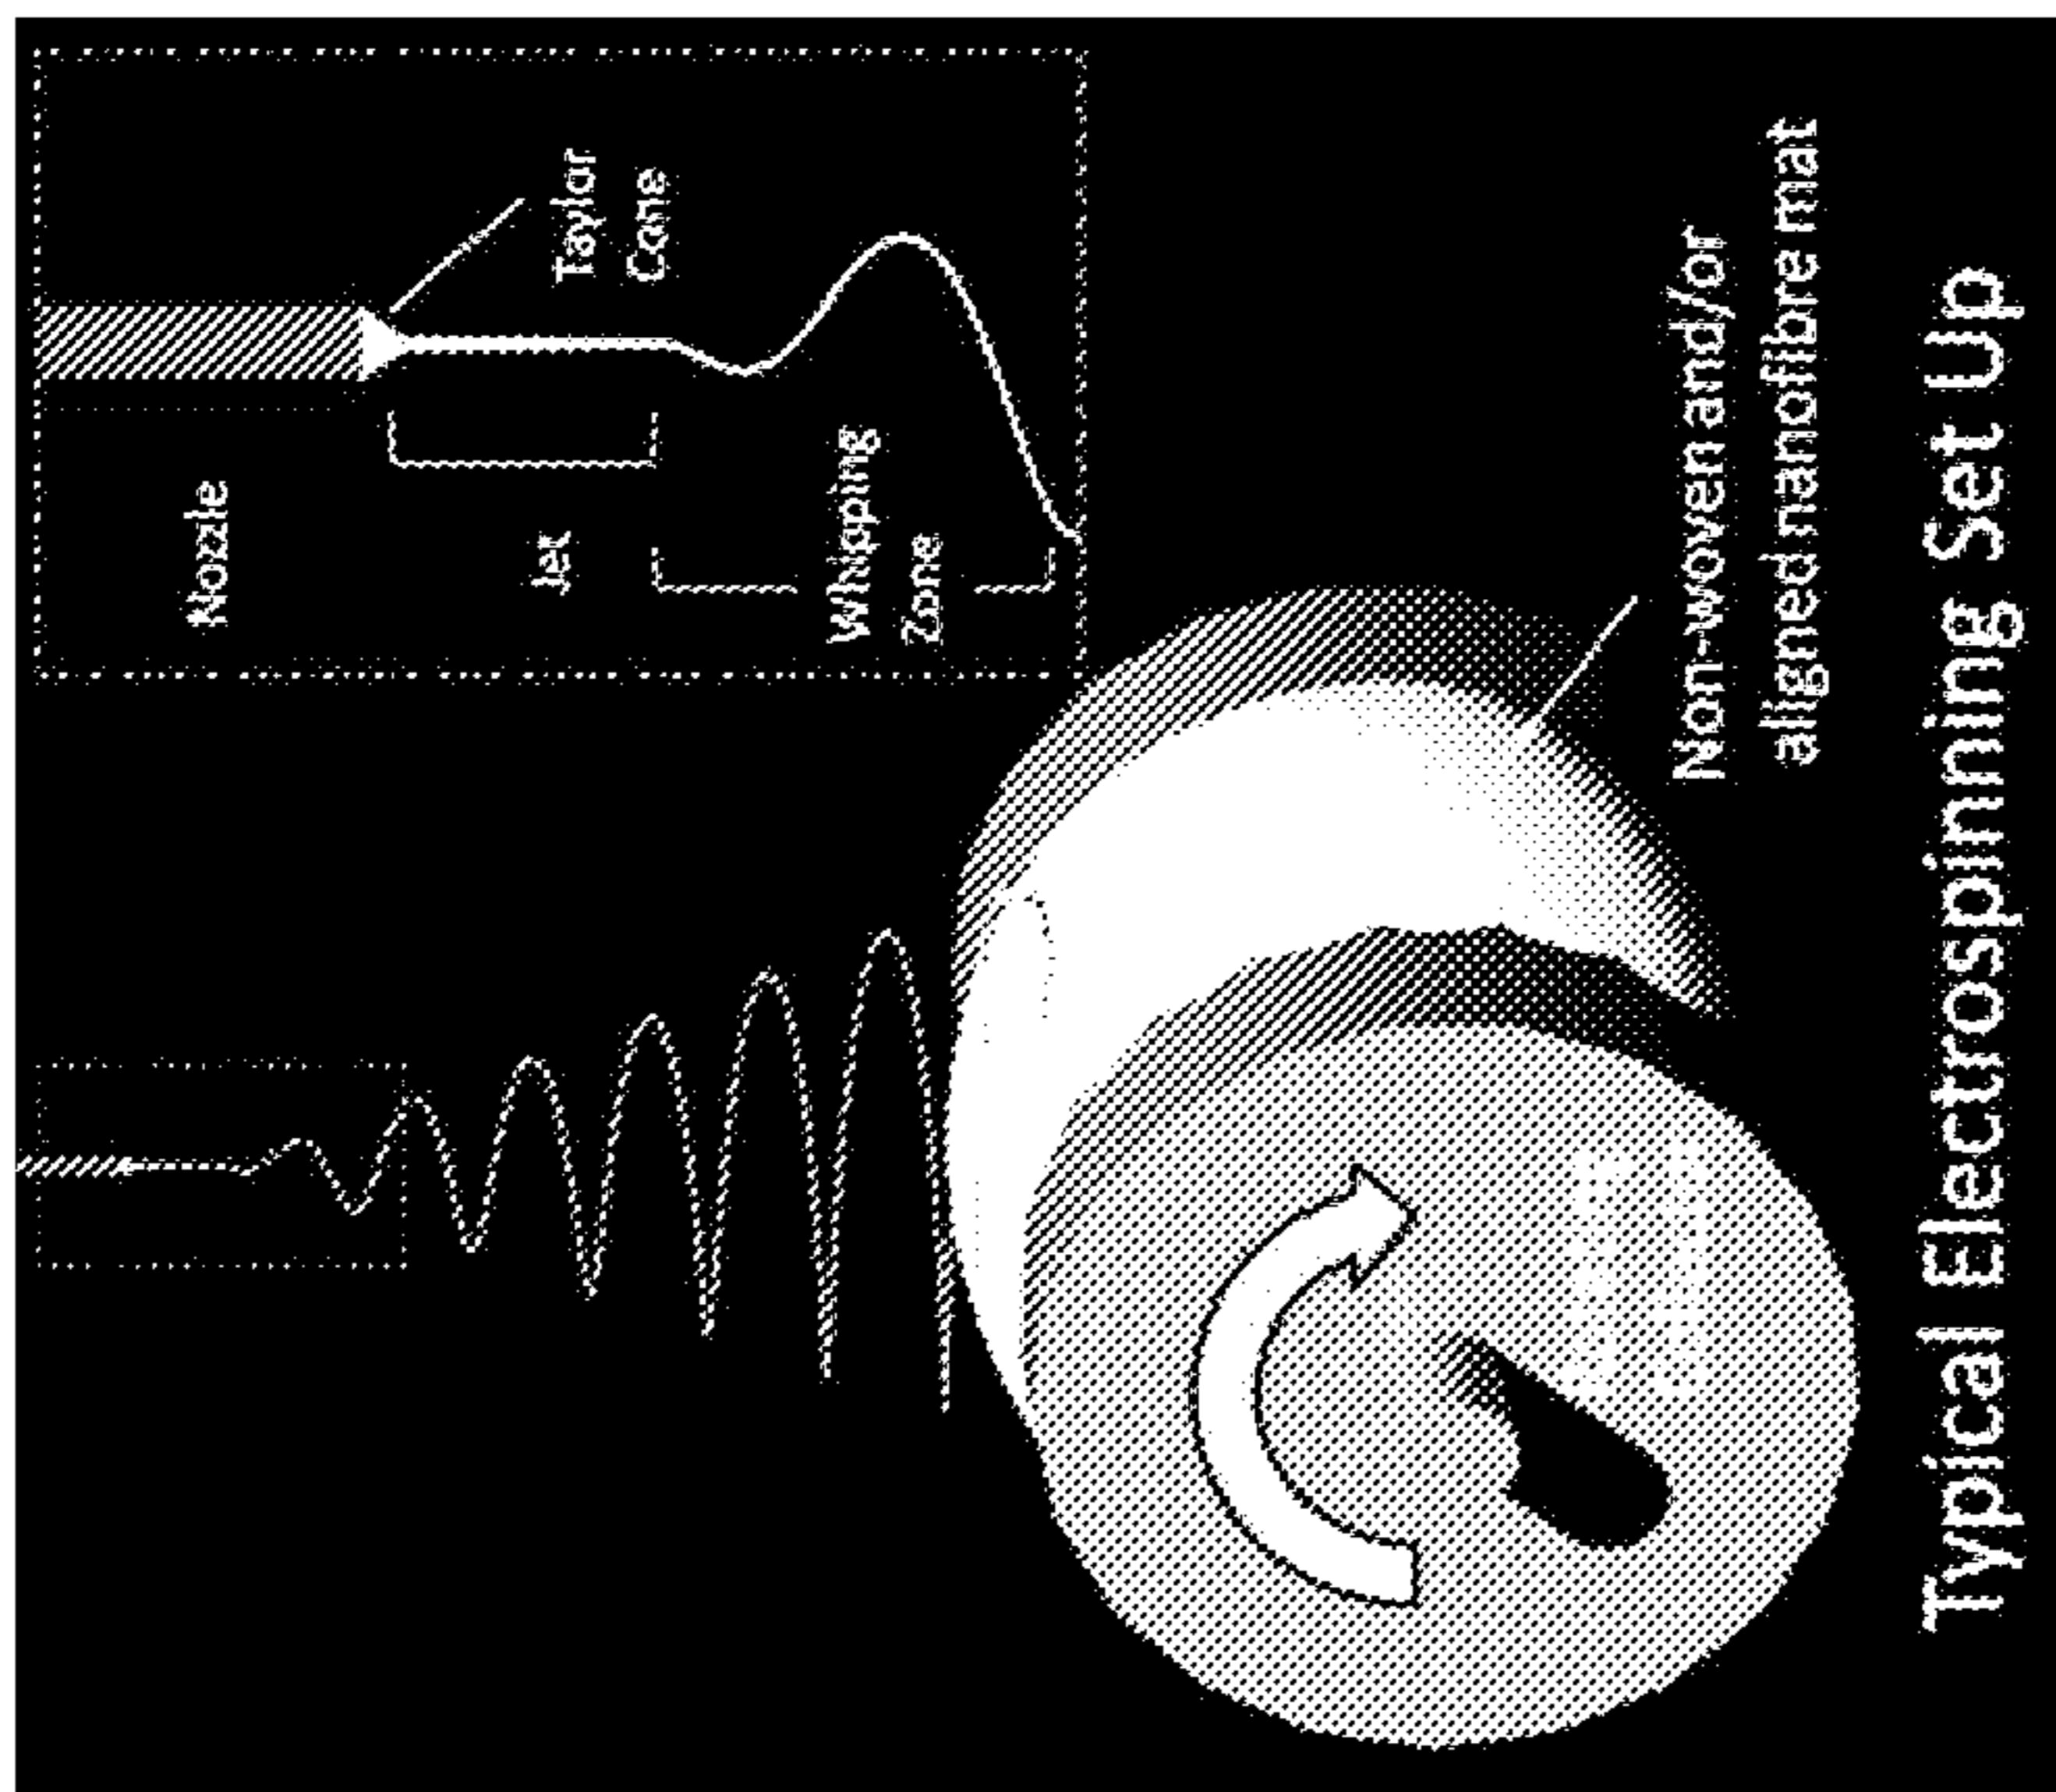 Nozzle
Taylor
Cone
Jet
Whipping
Zone
Non-woven and/or
aligned nanofibre mat
Typical Electrospinning Set Up